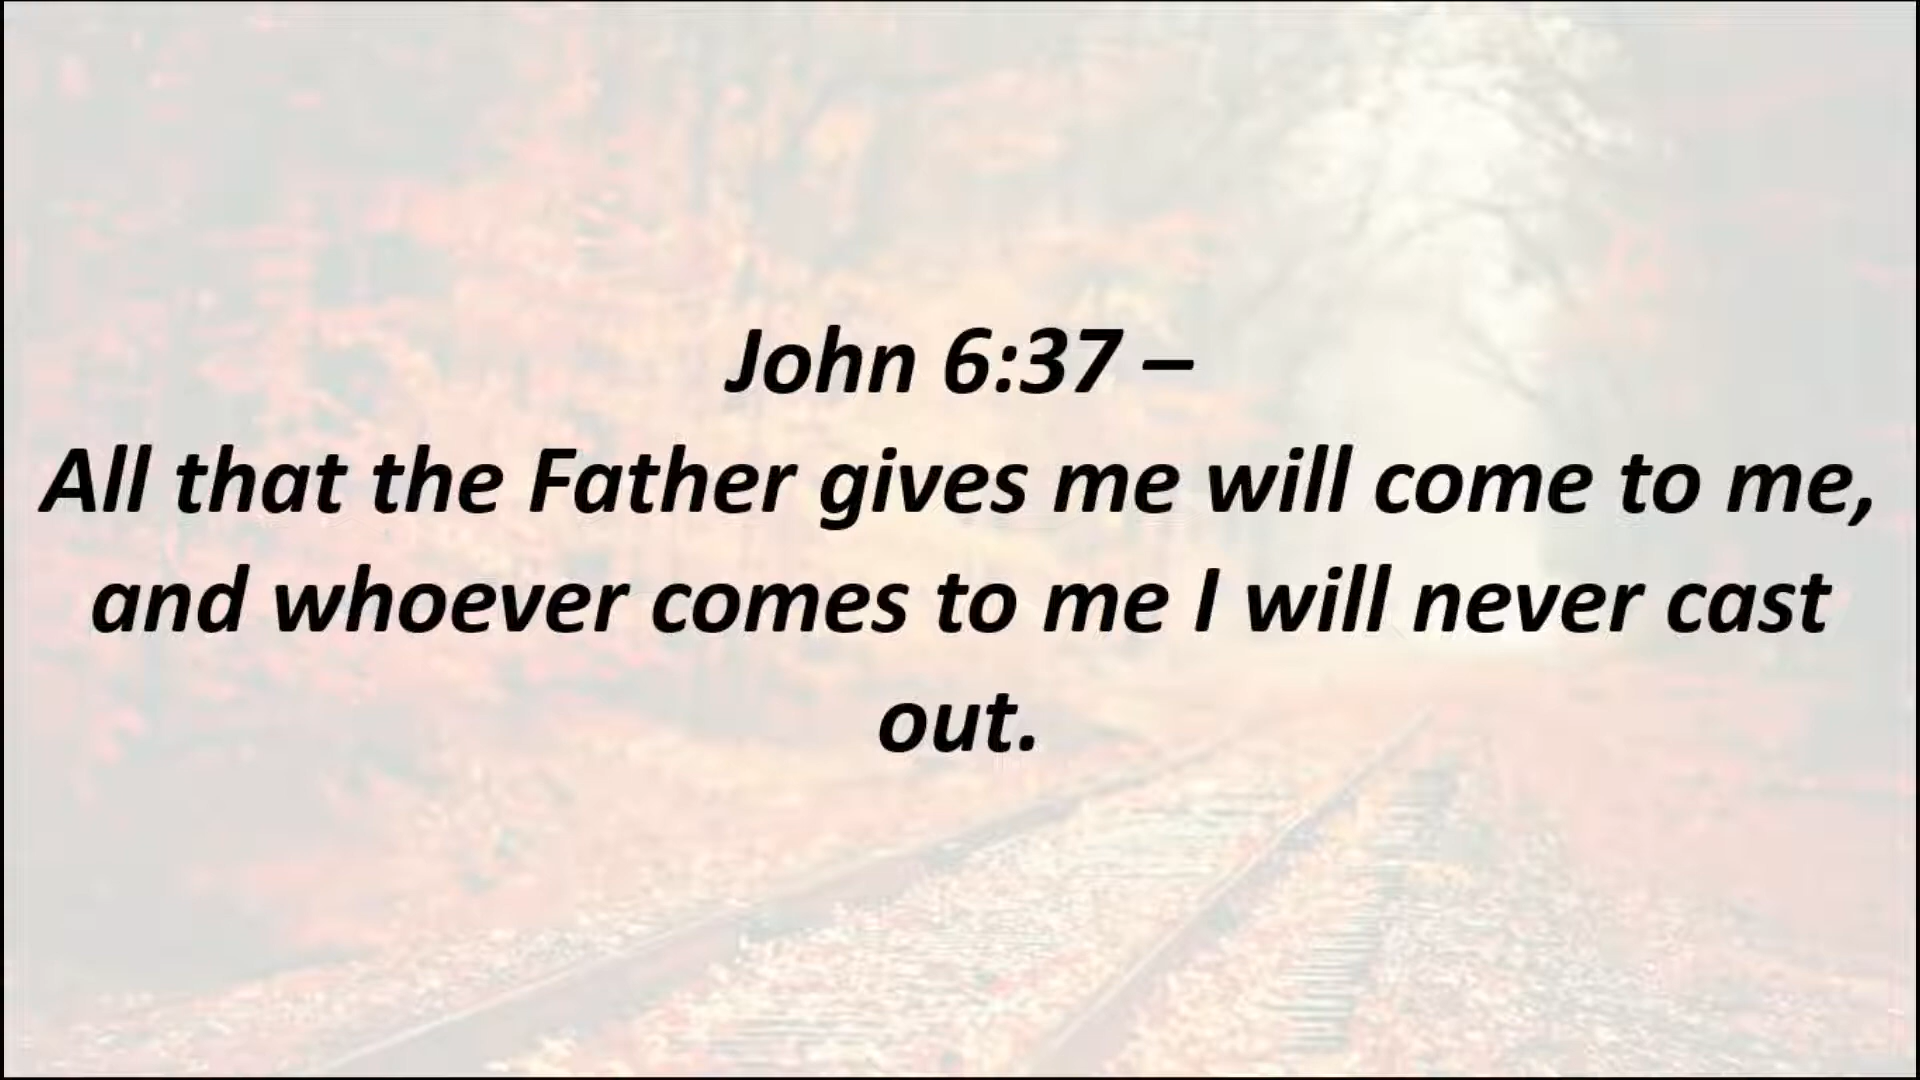 John 6:37 –
All that the Father gives me will come to me,
and whoever comes to me I will never cast
out.